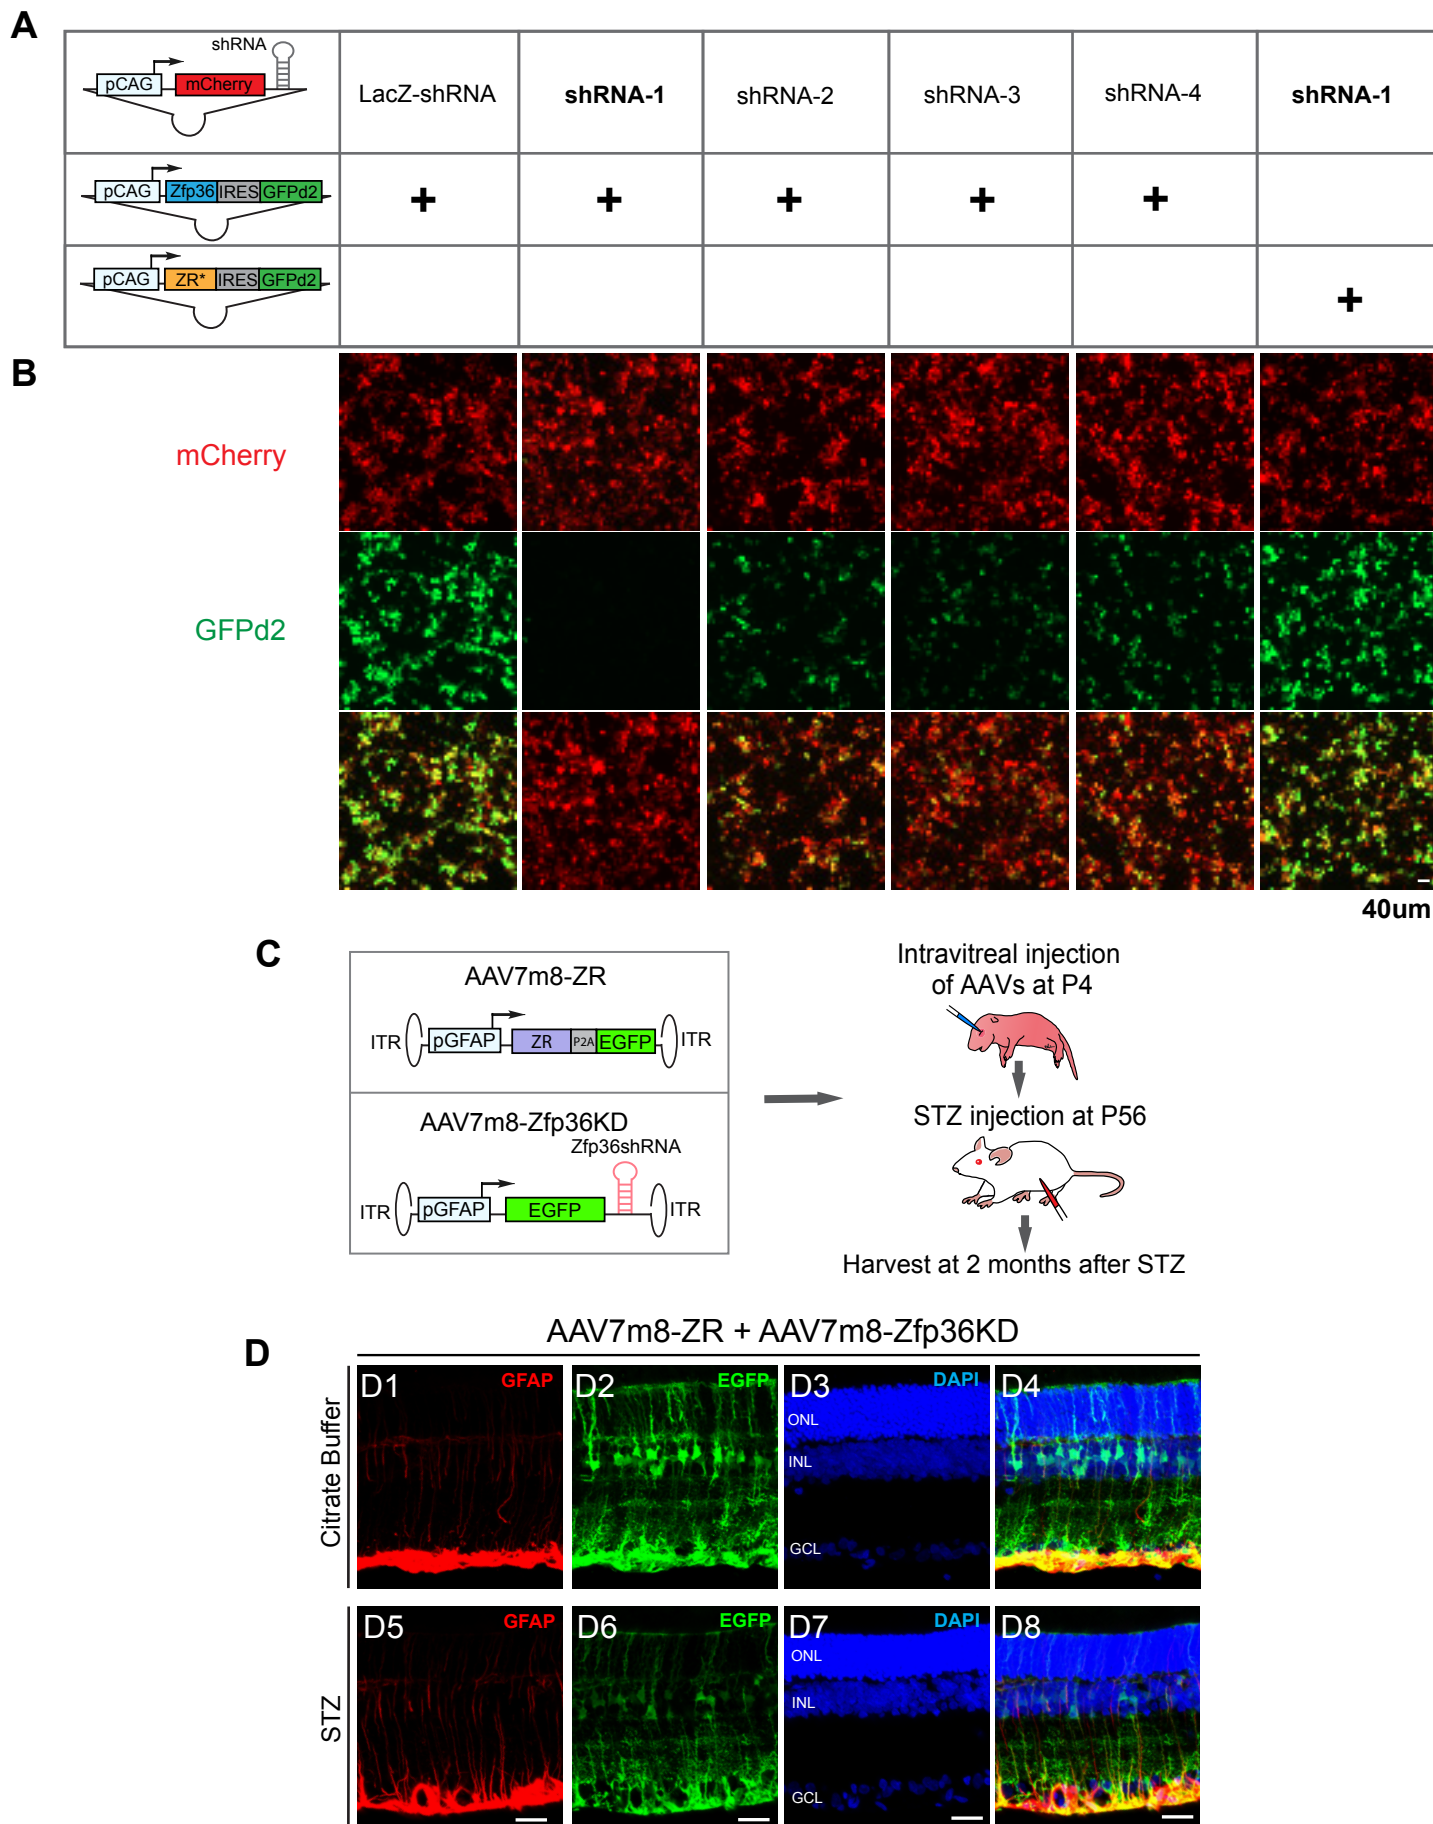 A
shRNA
pCAG mCherry
LacZ-shRNA shRNA-1 shRNA-2 shRNA-3 shRNA-4 shRNA-1
pCAG Zfp36 IRES GFPd2
+ + + + +
pCAG ZR* IRES GFPd2
+
B
mCherry
GFPd2
40um
C
AAV7m8-ZR
ITR pGFAP ZR P2A EGFP ITR
AAV7m8-Zfp36KD
Zfp36shRNA
ITR pGFAP EGFP ITR
Intravitreal injection
of AAVs at P4
STZ injection at P56
Harvest at 2 months after STZ
D
AAV7m8-ZR + AAV7m8-Zfp36KD
Citrate Buffer
D1 GFAP D2 EGFP D3 DAPI D4
ONL
INL
GCL
STZ
D5 GFAP D6 EGFP D7 DAPI D8
ONL
INL
GCL